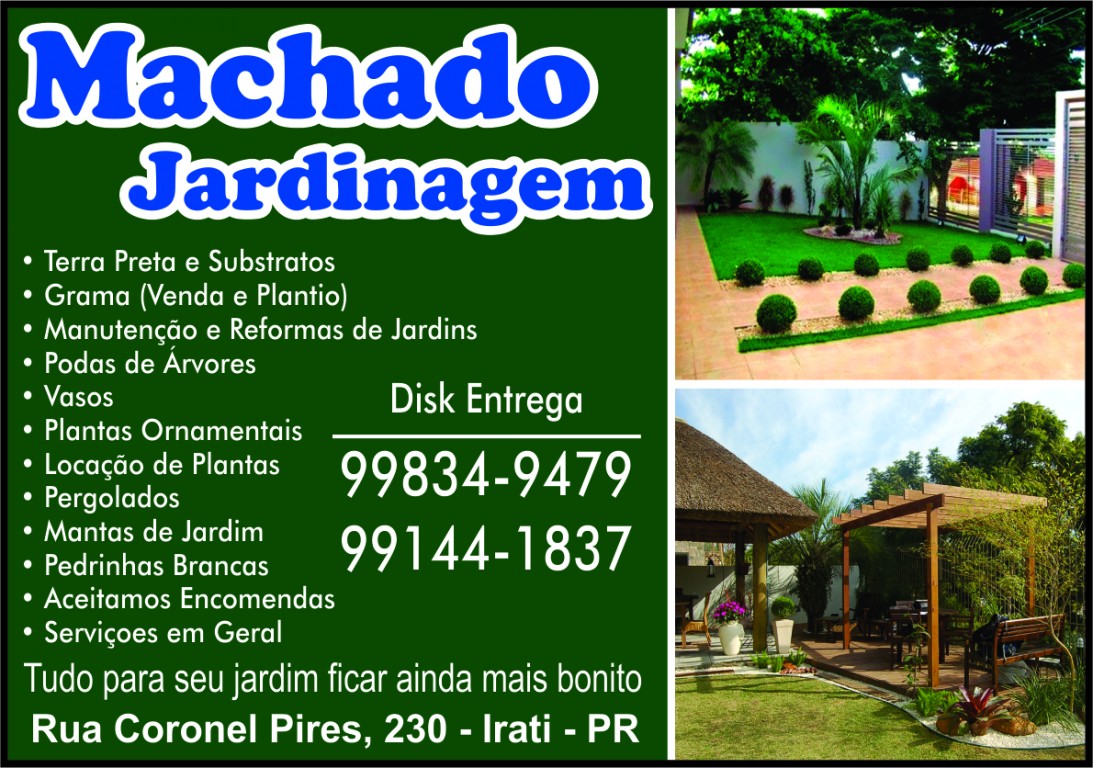 Machado
Jardinagem
• Terra Preta e Substratos
• Grama (Venda e Plantio)
• Manutenção e Reformas de Jardins
• Podas de Árvores
• Vasos
• Plantas Ornamentais
• Locação de Plantas
• Pergolados
• Mantas de Jardim
• Pedrinhas Brancas
• Aceitamos Encomendas
• Serviçoes em Geral
Disk Entrega
99834-9479
99144-1837
Tudo para seu jardim ficar ainda mais bonito
Rua Coronel Pires, 230 - Irati - PR